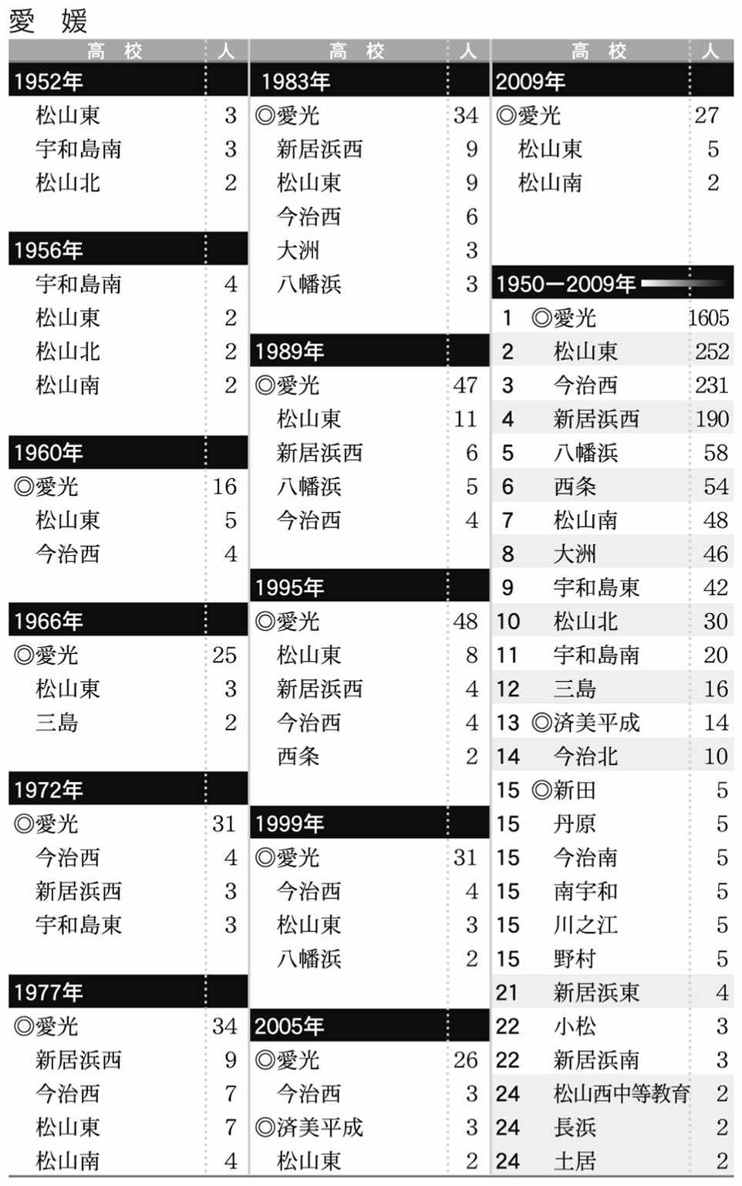 愛 媛
高 校 人
1952年
松山東 3
宇和島南 3
松山北 2
1956年
宇和島南 4
松山東 2
松山北 2
松山南 2
1960年
◎愛光 16
松山東 5
今治西 4
1966年
◎愛光 25
松山東 3
三島 2
1972年
◎愛光 31
今治西 4
新居浜西 3
宇和島東 3
1977年
◎愛光 34
新居浜西 9
今治西 7
松山東 7
松山南 4
高 校 人
1983年
◎愛光 34
新居浜西 9
松山東 9
今治西 6
大洲 3
八幡浜 3
1989年
◎愛光 47
松山東 11
新居浜西 6
八幡浜 5
今治西 4
1995年
◎愛光 48
松山東 8
新居浜西 4
今治西 4
西条 2
1999年
◎愛光 31
今治西 4
松山東 3
八幡浜 2
2005年
◎愛光 26
今治西 3
◎済美平成 3
松山東 2
高 校 人
2009年
◎愛光 27
松山東 5
松山南 2
1950－2009年
1 ◎愛光 1605
2 松山東 252
3 今治西 231
4 新居浜西 190
5 八幡浜 58
6 西条 54
7 松山南 48
8 大洲 46
9 宇和島東 42
10 松山北 30
11 宇和島南 20
12 三島 16
13 ◎済美平成 14
14 今治北 10
15 ◎新田 5
15 丹原 5
15 今治南 5
15 南宇和 5
15 川之江 5
15 野村 5
21 新居浜東 4
22 小松 3
22 新居浜南 3
24 松山西中等教育 2
24 長浜 2
24 土居 2